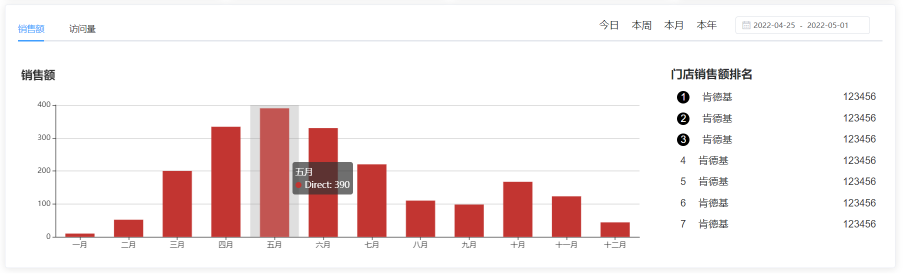 销售额 访问量 今日 本周 本月 本年 2022-04-25 - 2022-05-01
销售额
400
300
200
100
0
一月 二月 三月 四月 五月 六月 七月 八月 九月 十月 十一月 十二月
五月
Direct: 390
门店销售额排名
1 肯德基 123456
2 肯德基 123456
3 肯德基 123456
4 肯德基 123456
5 肯德基 123456
6 肯德基 123456
7 肯德基 123456